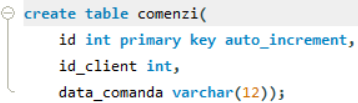 create table comenzi(
id int primary key auto_increment,
id_client int,
data_comanda varchar(12));